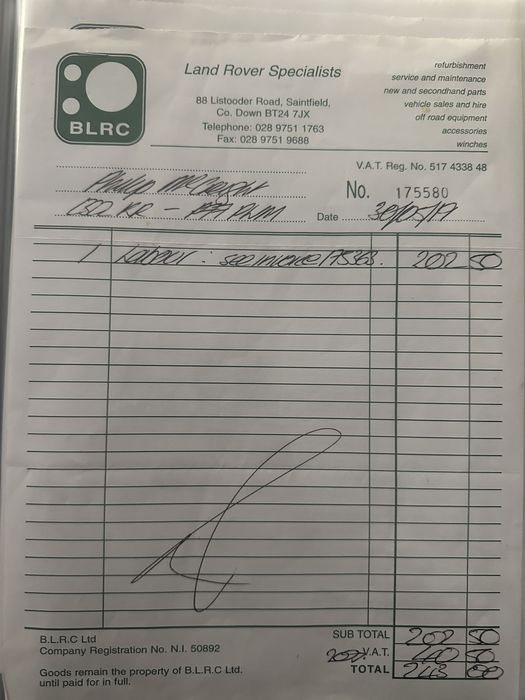 BLRC
Land Rover Specialists
88 Listooder Road, Saintfield,
Co. Down BT24 7JX
Telephone: 028 9751 1763
Fax: 028 9751 9688
refurbishment
service and maintenance
new and secondhand parts
vehicle sales and hire
off road equipment
accessories
winches
V.A.T. Reg. No. 517 4338 48
Philip
No. 175580
Date 30/05/19
1 Labour : see invoice 175363. 202 50
SUB TOTAL 202 50
20% V.A.T. 40 50
TOTAL 243 00
B.L.R.C Ltd
Company Registration No. N.I. 50892
Goods remain the property of B.L.R.C Ltd.
until paid for in full.